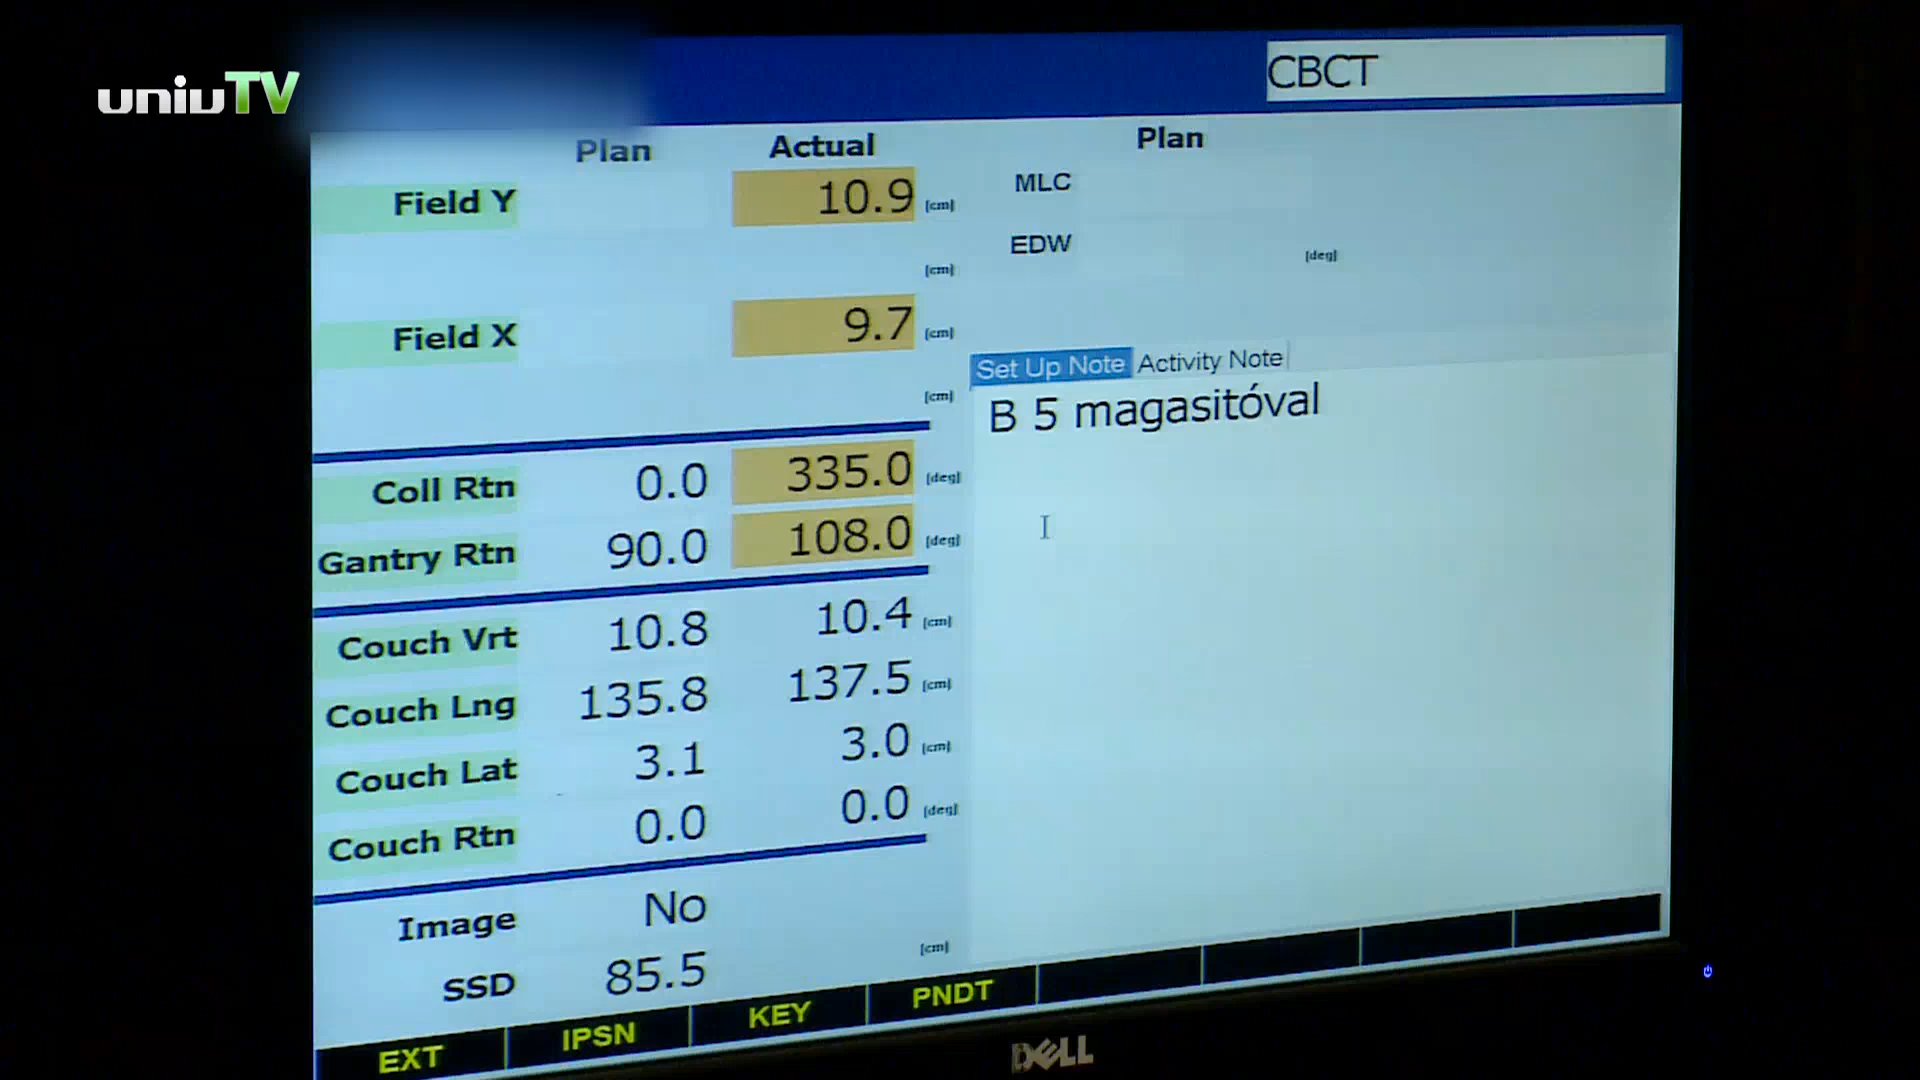 uniuTV
CBCT
Plan Actual Plan
Field Y 10.9 [cm] MLC
[cm] EDW [deg]
Field X 9.7 [cm]
[cm]
Set Up Note Activity Note
B 5 magasitóval
Coll Rtn 0.0 335.0 [deg]
Gantry Rtn 90.0 108.0 [deg]
Couch Vrt 10.8 10.4 [cm]
Couch Lng 135.8 137.5 [cm]
Couch Lat 3.1 3.0 [cm]
Couch Rtn 0.0 0.0 [deg]
Image No
SSD 85.5 [cm]
EXT IPSN KEY PNDT
DELL